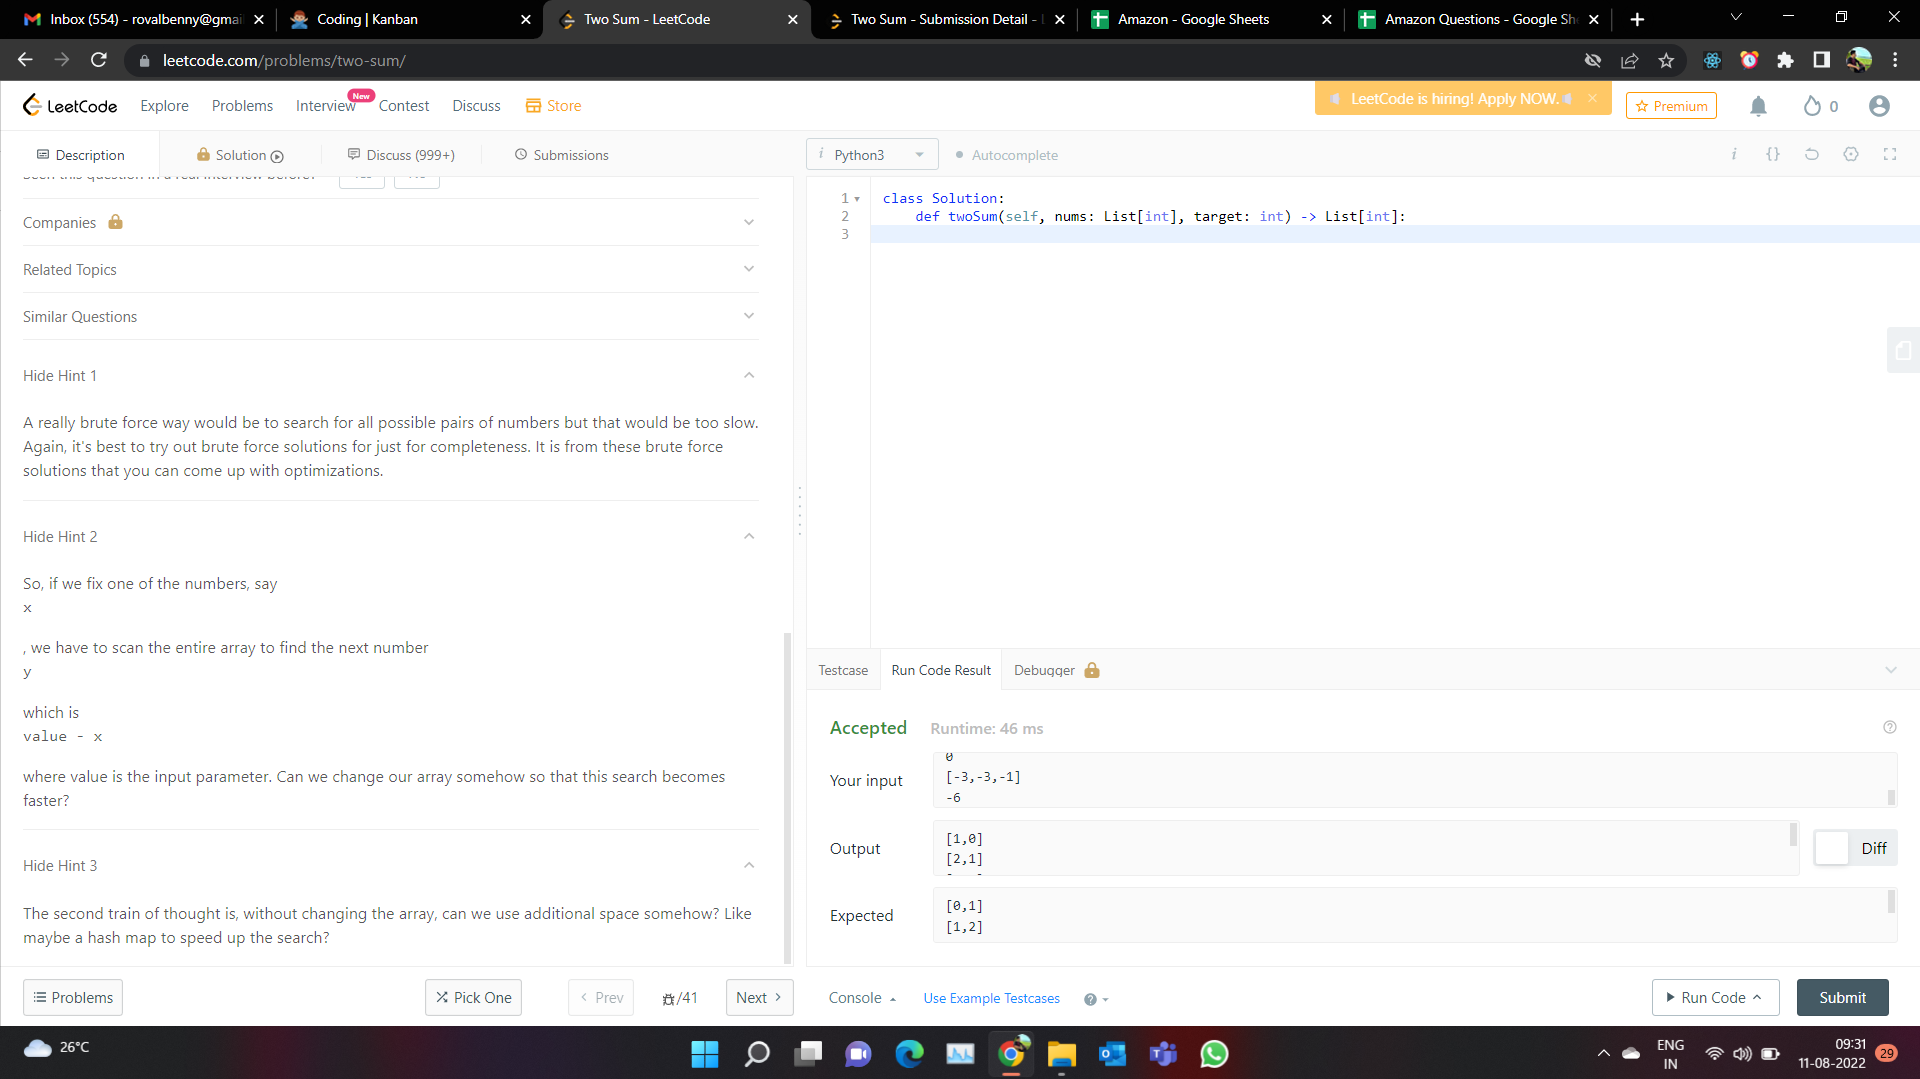 Inbox (554) - rovalbenny@gmai
Coding | Kanban
Two Sum - LeetCode
Two Sum - Submission Detail -
Amazon - Google Sheets
Amazon Questions - Google She
leetcode.com/problems/two-sum/
LeetCode
Explore
Problems
Interview
New
Contest
Discuss
Store
LeetCode is hiring! Apply NOW.
Premium
0
Description
Solution
Discuss (999+)
Submissions
i Python3
Autocomplete
i {}
Companies
Related Topics
Similar Questions
Hide Hint 1
A really brute force way would be to search for all possible pairs of numbers but that would be too slow.
Again, it's best to try out brute force solutions for just for completeness. It is from these brute force
solutions that you can come up with optimizations.
Hide Hint 2
So, if we fix one of the numbers, say
x
, we have to scan the entire array to find the next number
y
which is
value - x
where value is the input parameter. Can we change our array somehow so that this search becomes
faster?
Hide Hint 3
The second train of thought is, without changing the array, can we use additional space somehow? Like
maybe a hash map to speed up the search?
1 class Solution:
2 def twoSum(self, nums: List[int], target: int) -> List[int]:
3
Testcase
Run Code Result
Debugger
Accepted
Runtime: 46 ms
Your input
0
[-3,-3,-1]
-6
Output
[1,0]
[2,1]
Diff
Expected
[0,1]
[1,2]
Problems
Pick One
Prev
/41
Next
Console
Use Example Testcases
Run Code
Submit
26°C
ENG
IN
09:31
11-08-2022
29